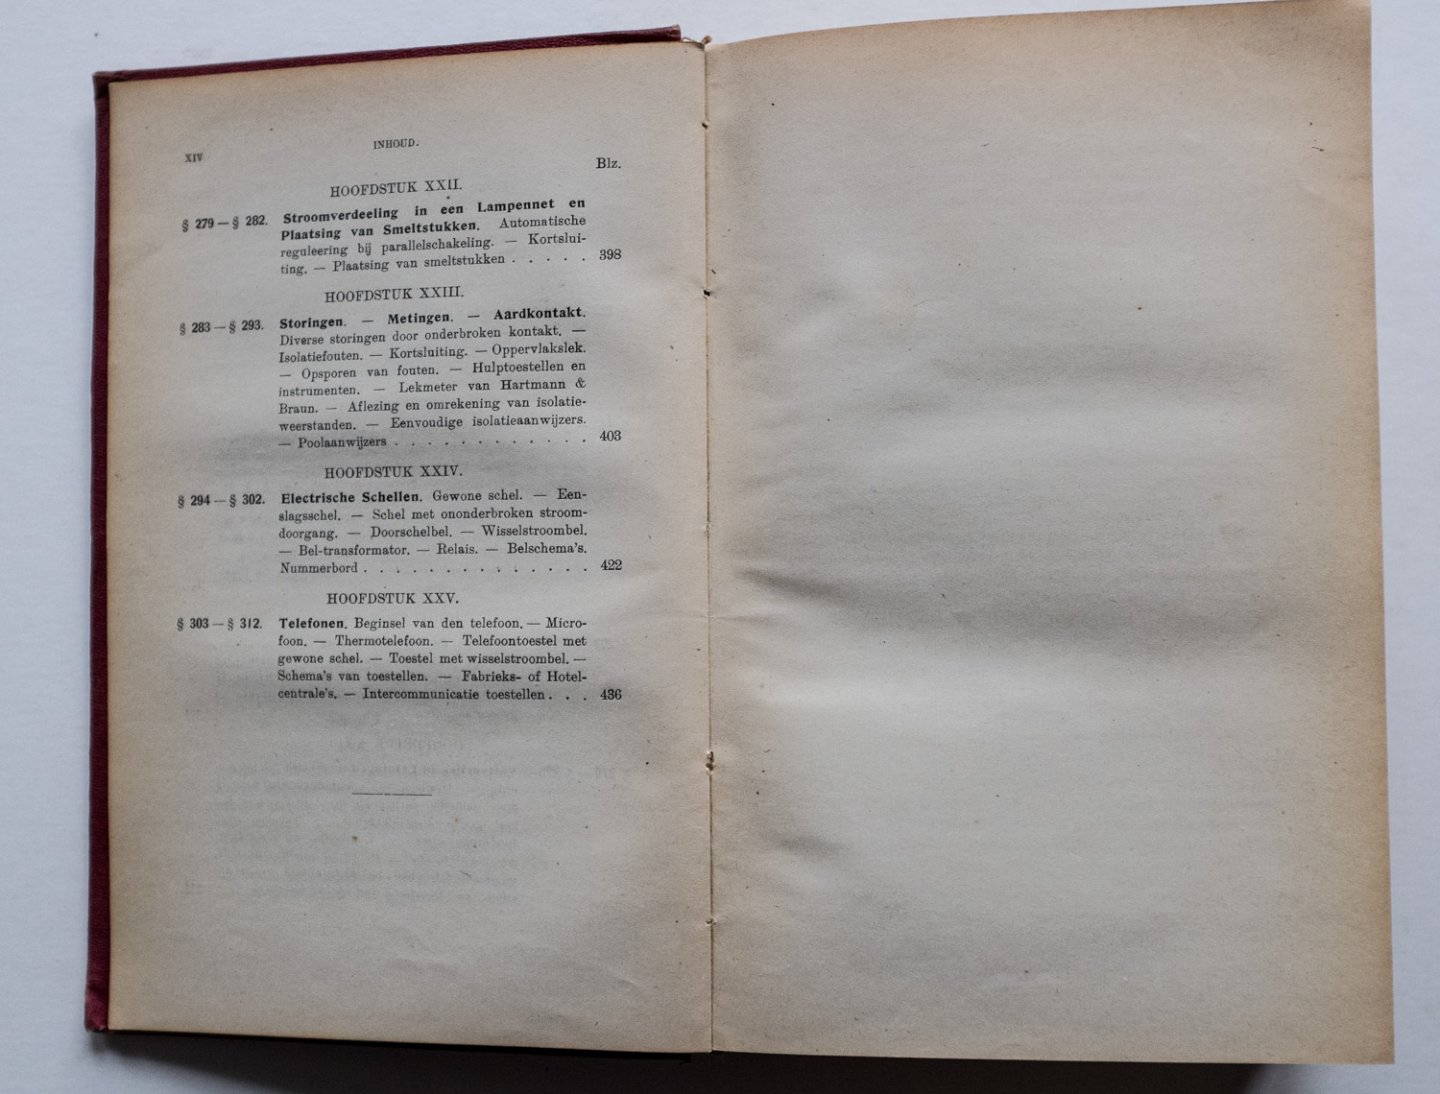 XIV
INHOUD.
Blz.
HOOFDSTUK XXII.
§ 279 — § 282. Stroomverdeeling in een Lampennet en
Plaatsing van Smeltstukken. Automatische
reguleering bij parallelschakeling. — Kortslui-
ting. — Plaatsing van smeltstukken . . . . . 398
HOOFDSTUK XXIII.
§ 283 — § 293. Storingen. — Metingen. — Aardkontakt.
Diverse storingen door onderbroken kontakt. —
Isolatiefouten. — Kortsluiting. — Oppervlakslek.
— Opsporen van fouten. — Hulptoestellen en
instrumenten. — Lekmeter van Hartmann &
Braun. — Aflezing en omrekening van isolatie-
weerstanden. — Eenvoudige isolatieaanwijzers.
— Poolaanwijzers . . . . . . . . . . . . 403
HOOFDSTUK XXIV.
§ 294 — § 302. Electrische Schellen. Gewone schel. — Een-
slagsschel. — Schel met ononderbroken stroom-
doorgang. — Doorschelbel. — Wisselstroombel.
— Bel-transformator. — Relais. — Belschema's.
Nummerbord . . . . . . . . . . . . . . 422
HOOFDSTUK XXV.
§ 303 — § 312. Telefonen. Beginsel van den telefoon. — Micro-
foon. — Thermotelefoon. — Telefoontoestel met
gewone schel. — Toestel met wisselstroombel. —
Schema's van toestellen. — Fabrieks- of Hotel-
centrale's. — Intercommunicatie toestellen . . . 436